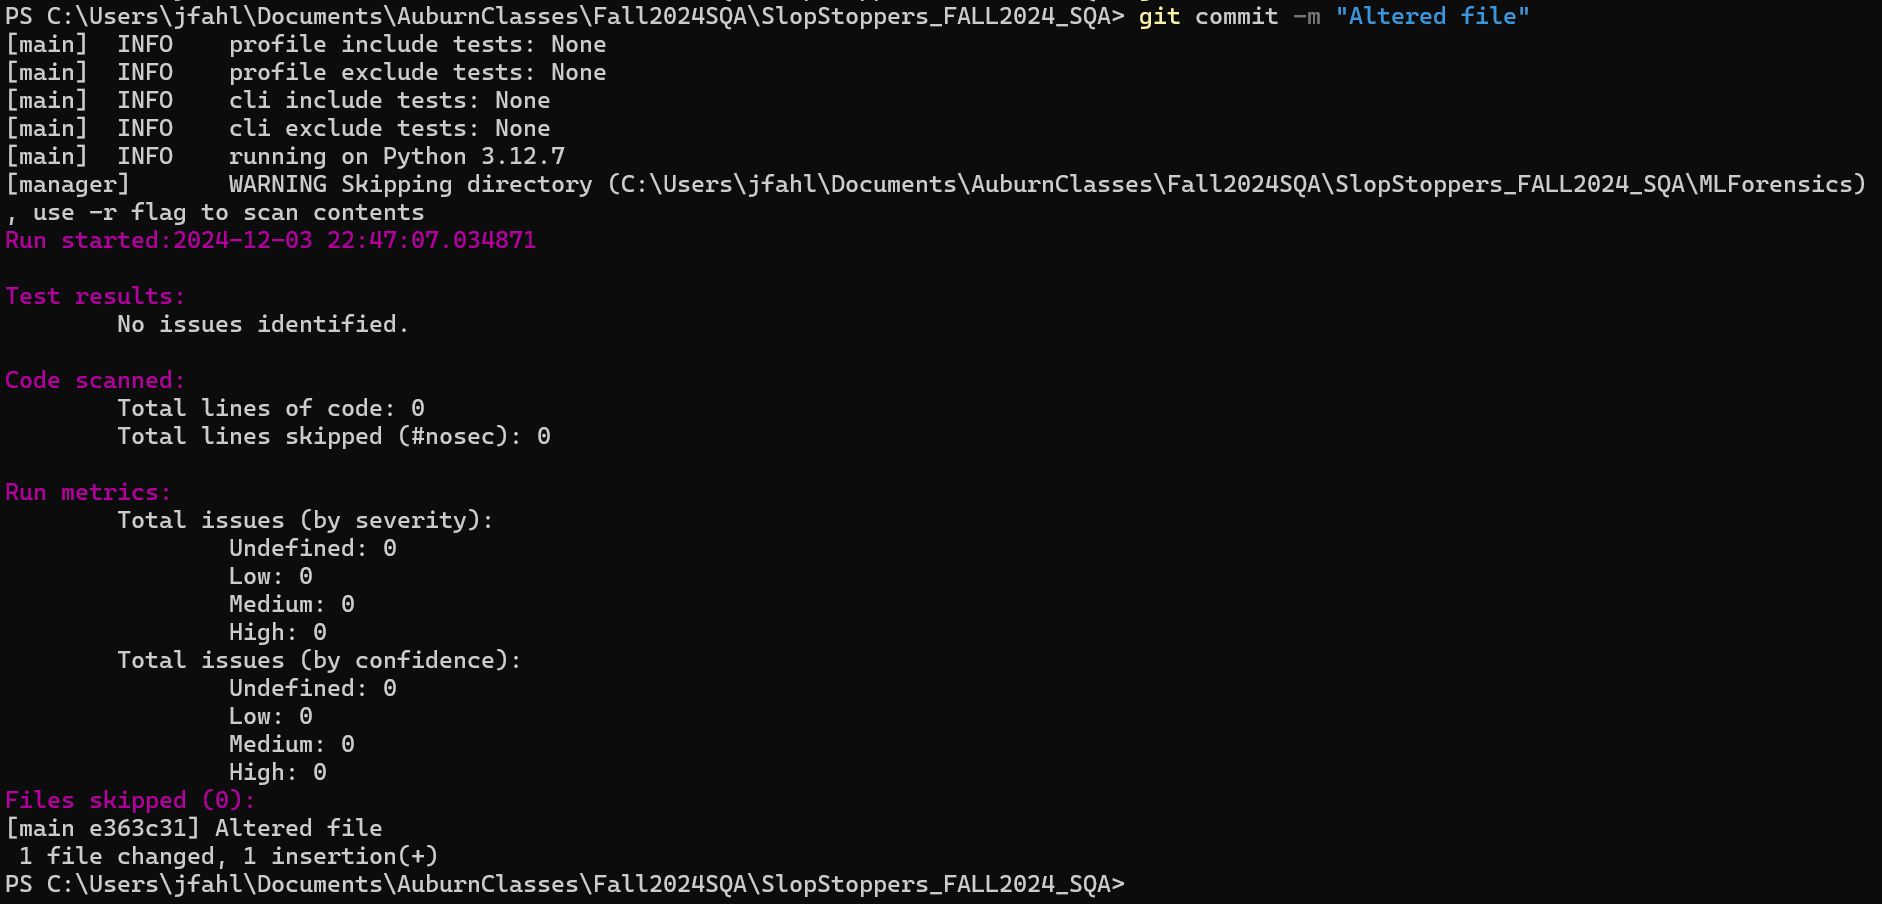 PS C:\Users\jfahl\Documents\AuburnClasses\Fall2024SQA\SlopStoppers_FALL2024_SQA> git commit -m "Altered file"
[main]  INFO    profile include tests: None
[main]  INFO    profile exclude tests: None
[main]  INFO    cli include tests: None
[main]  INFO    cli exclude tests: None
[main]  INFO    running on Python 3.12.7
[manager]       WARNING Skipping directory (C:\Users\jfahl\Documents\AuburnClasses\Fall2024SQA\SlopStoppers_FALL2024_SQA\MLForensics)
, use -r flag to scan contents
Run started:2024-12-03 22:47:07.034871

Test results:
        No issues identified.

Code scanned:
        Total lines of code: 0
        Total lines skipped (#nosec): 0

Run metrics:
        Total issues (by severity):
                Undefined: 0
                Low: 0
                Medium: 0
                High: 0
        Total issues (by confidence):
                Undefined: 0
                Low: 0
                Medium: 0
                High: 0
Files skipped (0):
[main e363c31] Altered file
 1 file changed, 1 insertion(+)
PS C:\Users\jfahl\Documents\AuburnClasses\Fall2024SQA\SlopStoppers_FALL2024_SQA>